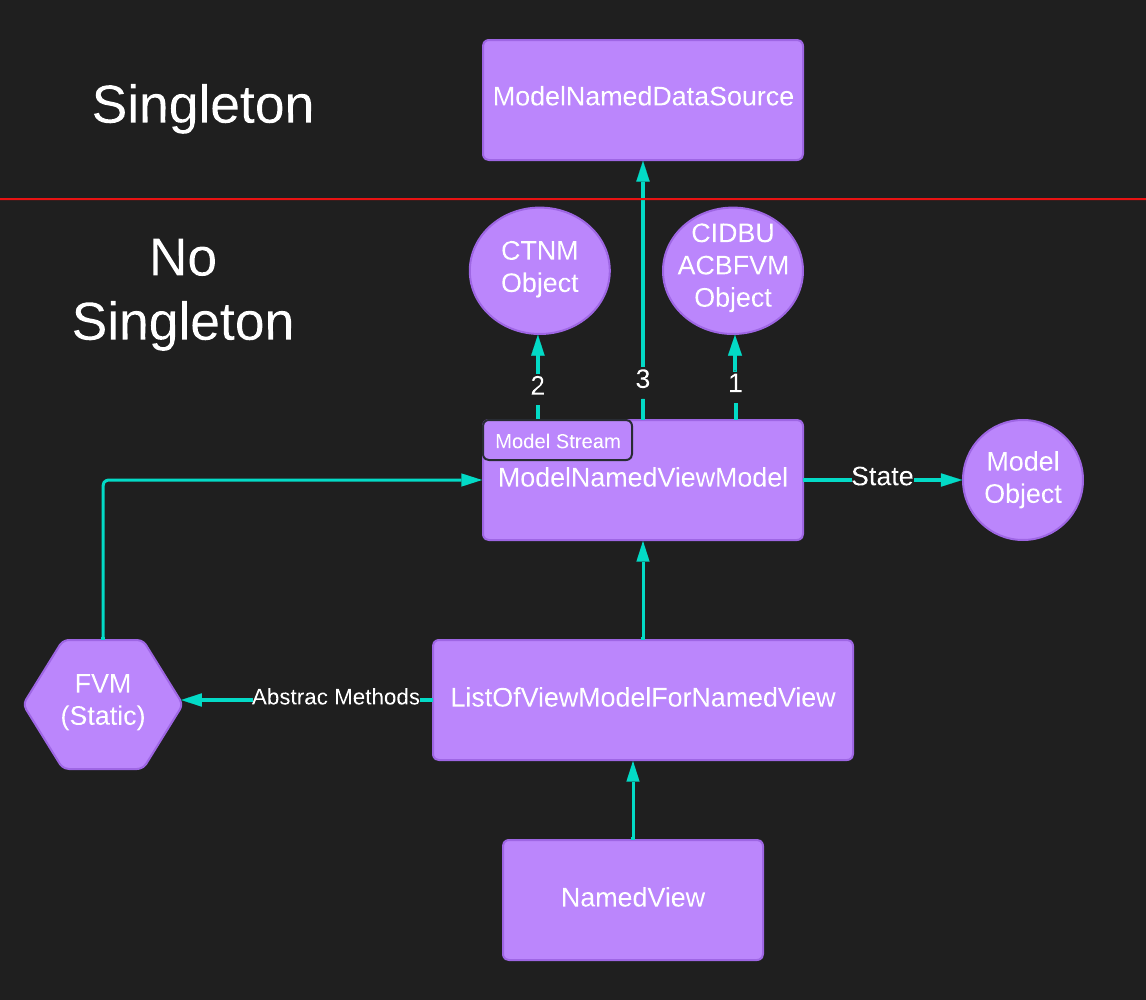 Singleton
ModelNamedDataSource
No
Singleton
CTNM
Object
CIDBU
ACBFVM
Object
2
3
1
Model Stream
ModelNamedViewModel
State
Model
Object
FVM
(Static)
Abstrac Methods
ListOfViewModelForNamedView
NamedView